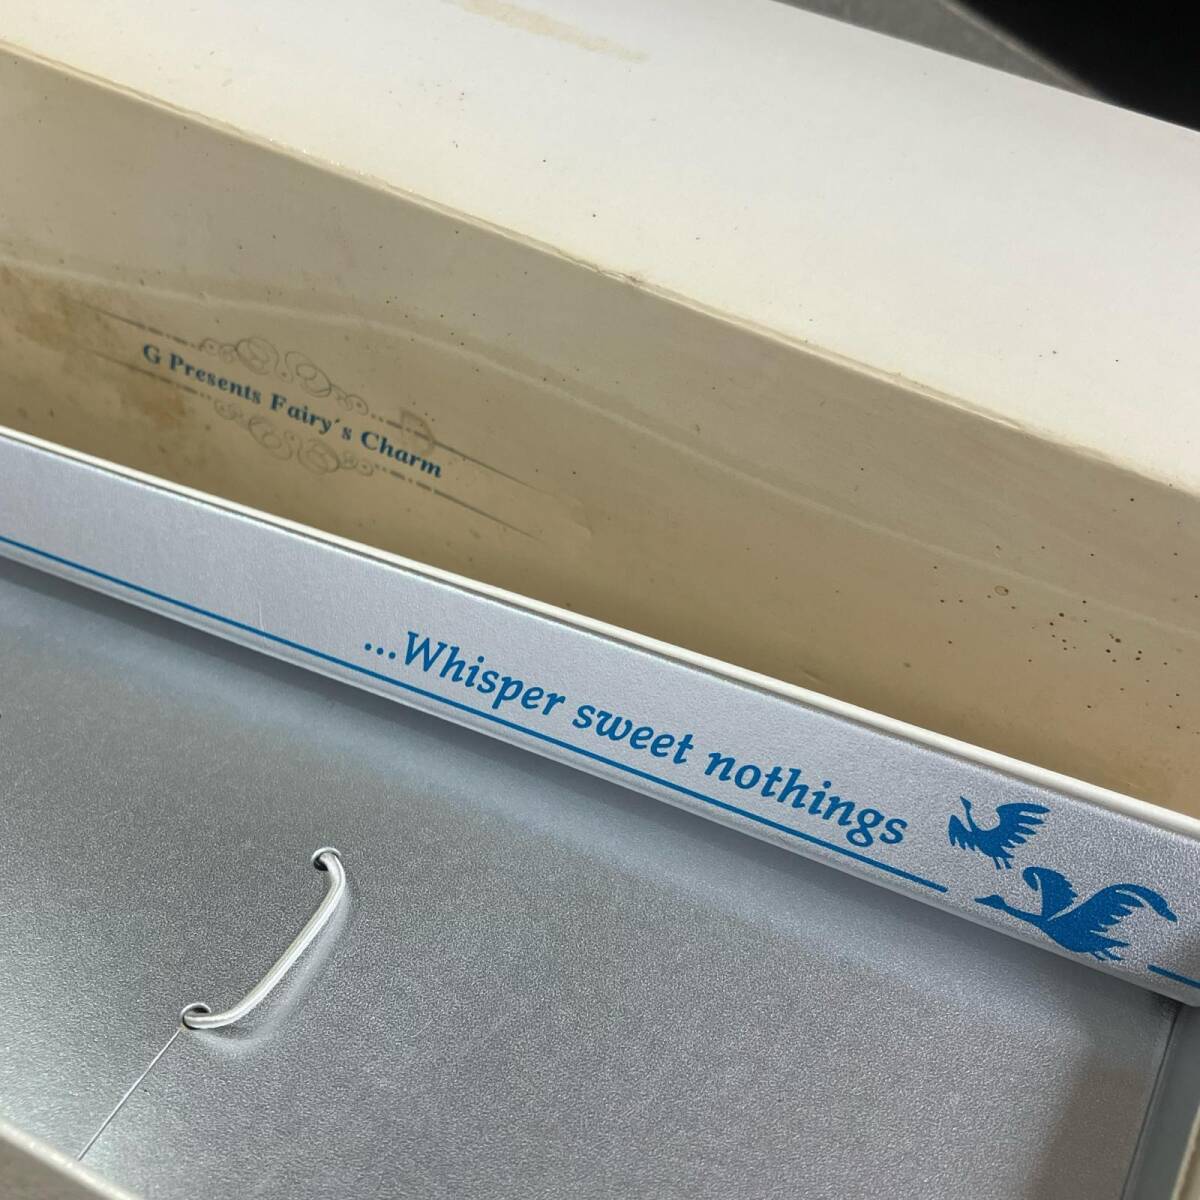 G Presents Fairy´s Charm
...Whisper sweet nothings